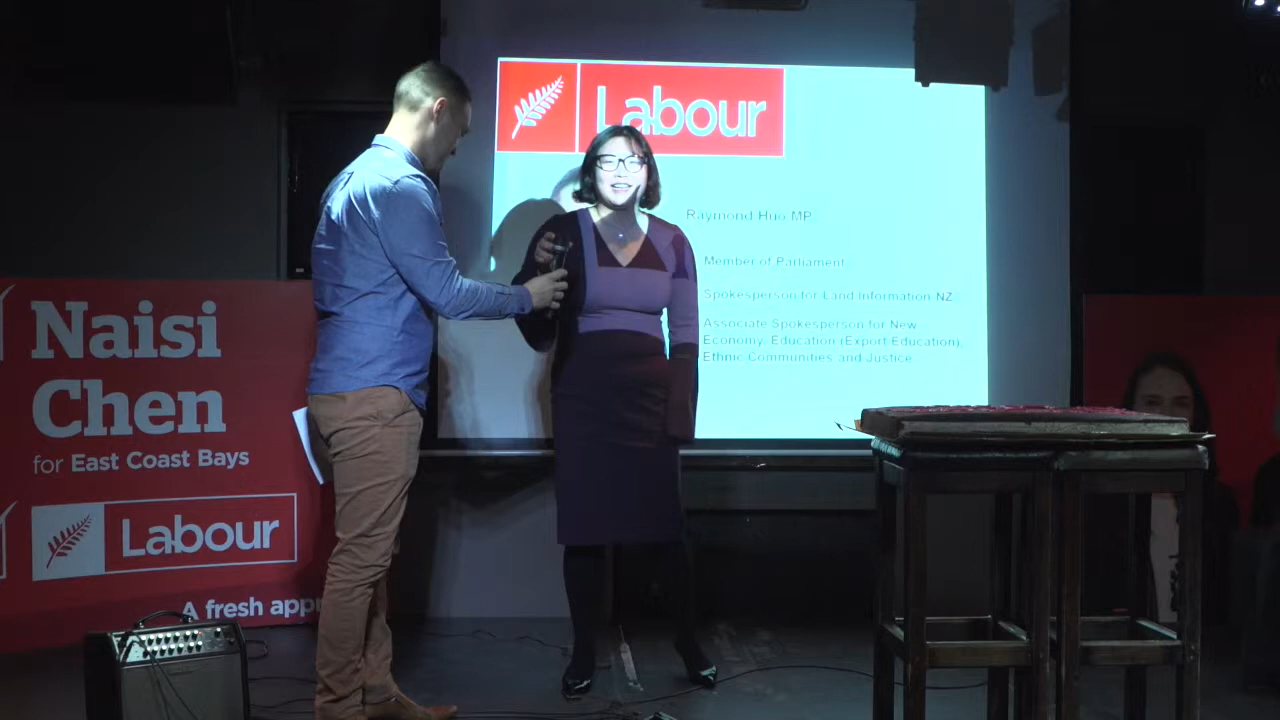 Labour
Raymond Huo MP
Member of Parliament
Spokesperson for Land Information NZ
Associate Spokesperson for New
Economy, Education (Export Education),
Ethnic Communities and Justice
Naisi
Chen
for East Coast Bays
Labour
A fresh appr